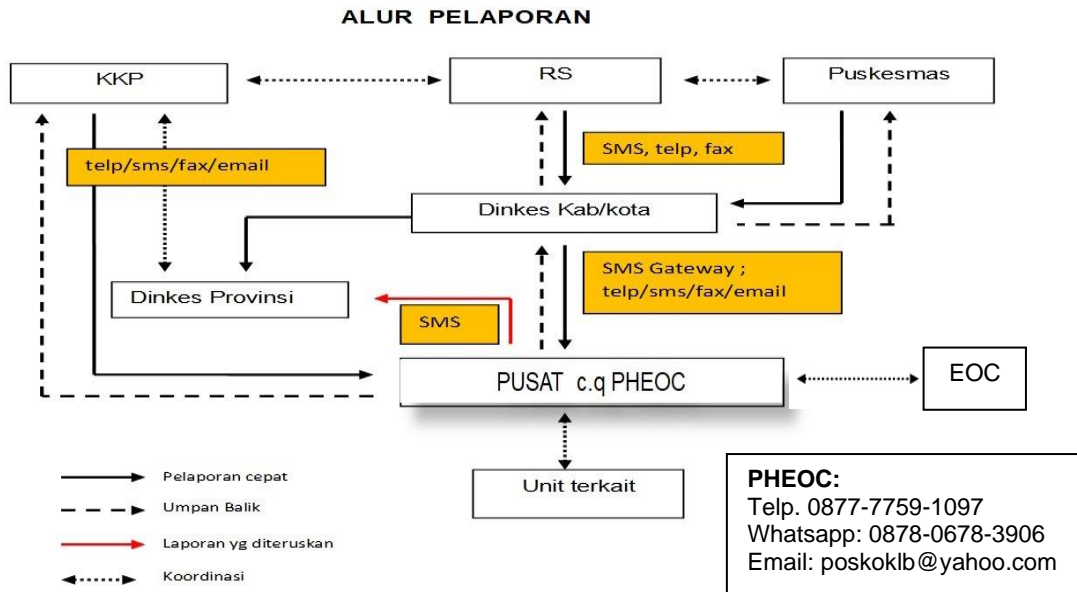 ALUR PELAPORAN
KKP
RS
Puskesmas
telp/sms/fax/email
SMS, telp, fax
Dinkes Kab/kota
SMS Gateway ;
telp/sms/fax/email
Dinkes Provinsi
SMS
PUSAT c.q PHEOC
EOC
Unit terkait
Pelaporan cepat
Umpan Balik
Laporan yg diteruskan
Koordinasi
PHEOC:
Telp. 0877-7759-1097
Whatsapp: 0878-0678-3906
Email: poskoklb@yahoo.com